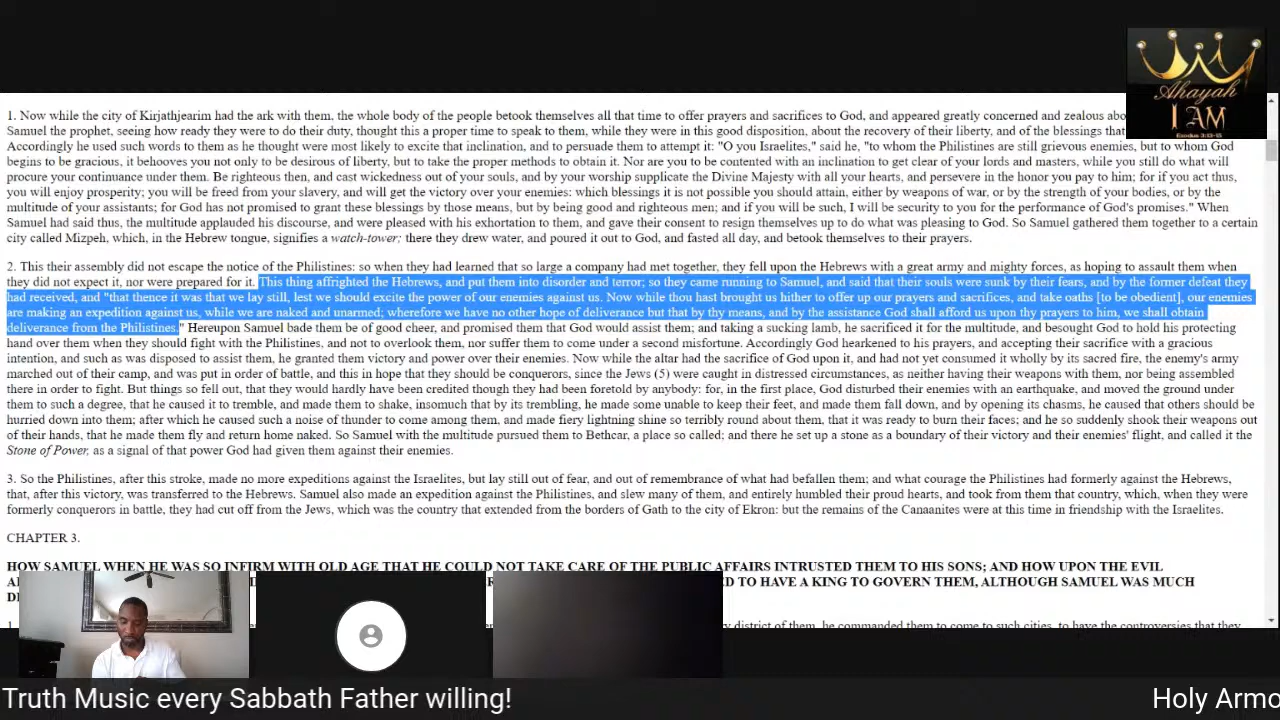 Ahayah
I AM
Exodus 3:13-15
1. Now while the city of Kirjathjearim had the ark with them, the whole body of the people betook themselves all that time to offer prayers and sacrifices to God, and appeared greatly concerned and zealous
Samuel the prophet, seeing how ready they were to do their duty, thought this a proper time to speak to them, while they were in this good disposition, about the recovery of their liberty, and of the blessings that
Accordingly he used such words to them as he thought were most likely to excite that inclination, and to persuade them to attempt it: "O you Israelites," said he, "to whom the Philistines are still grievous enemies, but to whom God
begins to be gracious, it behooves you not only to be desirous of liberty, but to take the proper methods to obtain it. Nor are you to be contented with an inclination to get clear of your lords and masters, while you still do what will
procure your continuance under them. Be righteous then, and cast wickedness out of your souls, and by your worship supplicate the Divine Majesty with all your hearts, and persevere in the honor you pay to him; for if you act thus,
you will enjoy prosperity; you will be freed from your slavery, and will get the victory over your enemies: which blessings it is not possible you should attain, either by weapons of war, or by the strength of your bodies, or by the
multitude of your assistants; for God has not promised to grant these blessings by those means, but by being good and righteous men; and if you will be such, I will be security to you for the performance of God's promises." When
Samuel had said thus, the multitude applauded his discourse, and were pleased with his exhortation to them, and gave their consent to resign themselves up to do what was pleasing to God. So Samuel gathered them together to a certain
city called Mizpeh, which, in the Hebrew tongue, signifies a watch-tower; there they drew water, and poured it out to God, and fasted all day, and betook themselves to their prayers.
2. This their assembly did not escape the notice of the Philistines: so when they had learned that so large a company had met together, they fell upon the Hebrews with a great army and mighty forces, as hoping to assault them when
they did not expect it, nor were prepared for it. This thing affrighted the Hebrews, and put them into disorder and terror; so they came running to Samuel, and said that their souls were sunk by their fears, and by the former defeat they
had received, and "that thence it was that we lay still, lest we should excite the power of our enemies against us. Now while thou hast brought us hither to offer up our prayers and sacrifices, and take oaths [to be obedient], our enemies
are making an expedition against us, while we are naked and unarmed; wherefore we have no other hope of deliverance but that by thy means, and by the assistance God shall afford us upon thy prayers to him, we shall obtain
deliverance from the Philistines." Hereupon Samuel bade them be of good cheer, and promised them that God would assist them; and taking a sucking lamb, he sacrificed it for the multitude, and besought God to hold his protecting
hand over them when they should fight with the Philistines, and not to overlook them, nor suffer them to come under a second misfortune. Accordingly God hearkened to his prayers, and accepting their sacrifice with a gracious
intention, and such as was disposed to assist them, he granted them victory and power over their enemies. Now while the altar had the sacrifice of God upon it, and had not yet consumed it wholly by its sacred fire, the enemy's army
marched out of their camp, and was put in order of battle, and this in hope that they should be conquerors, since the Jews (5) were caught in distressed circumstances, as neither having their weapons with them, nor being assembled
there in order to fight. But things so fell out, that they would hardly have been credited though they had been foretold by anybody: for, in the first place, God disturbed their enemies with an earthquake, and moved the ground under
them to such a degree, that he caused it to tremble, and made them to shake, insomuch that by its trembling, he made some unable to keep their feet, and made them fall down, and by opening its chasms, he caused that others should be
hurried down into them; after which he caused such a noise of thunder to come among them, and made fiery lightning shine so terribly round about them, that it was ready to burn their faces; and he so suddenly shook their weapons out
of their hands, that he made them fly and return home naked. So Samuel with the multitude pursued them to Bethcar, a place so called; and there he set up a stone as a boundary of their victory and their enemies' flight, and called it the
Stone of Power, as a signal of that power God had given them against their enemies.
3. So the Philistines, after this stroke, made no more expeditions against the Israelites, but lay still out of fear, and out of remembrance of what had befallen them; and what courage the Philistines had formerly against the Hebrews,
that, after this victory, was transferred to the Hebrews. Samuel also made an expedition against the Philistines, and slew many of them, and entirely humbled their proud hearts, and took from them that country, which, when they were
formerly conquerors in battle, they had cut off from the Jews, which was the country that extended from the borders of Gath to the city of Ekron: but the remains of the Canaanites were at this time in friendship with the Israelites.
CHAPTER 3.
HOW SAMUEL WHEN HE WAS SO INFIRM WITH OLD AGE THAT HE COULD NOT TAKE CARE OF THE PUBLIC AFFAIRS INTRUSTED THEM TO HIS SONS; AND HOW UPON THE EVIL
TO HAVE A KING TO GOVERN THEM, ALTHOUGH SAMUEL WAS MUCH
1.
district of them, he commanded them to come to such cities, to have the controversies that they
Truth Music every Sabbath Father willing!
Holy Armo